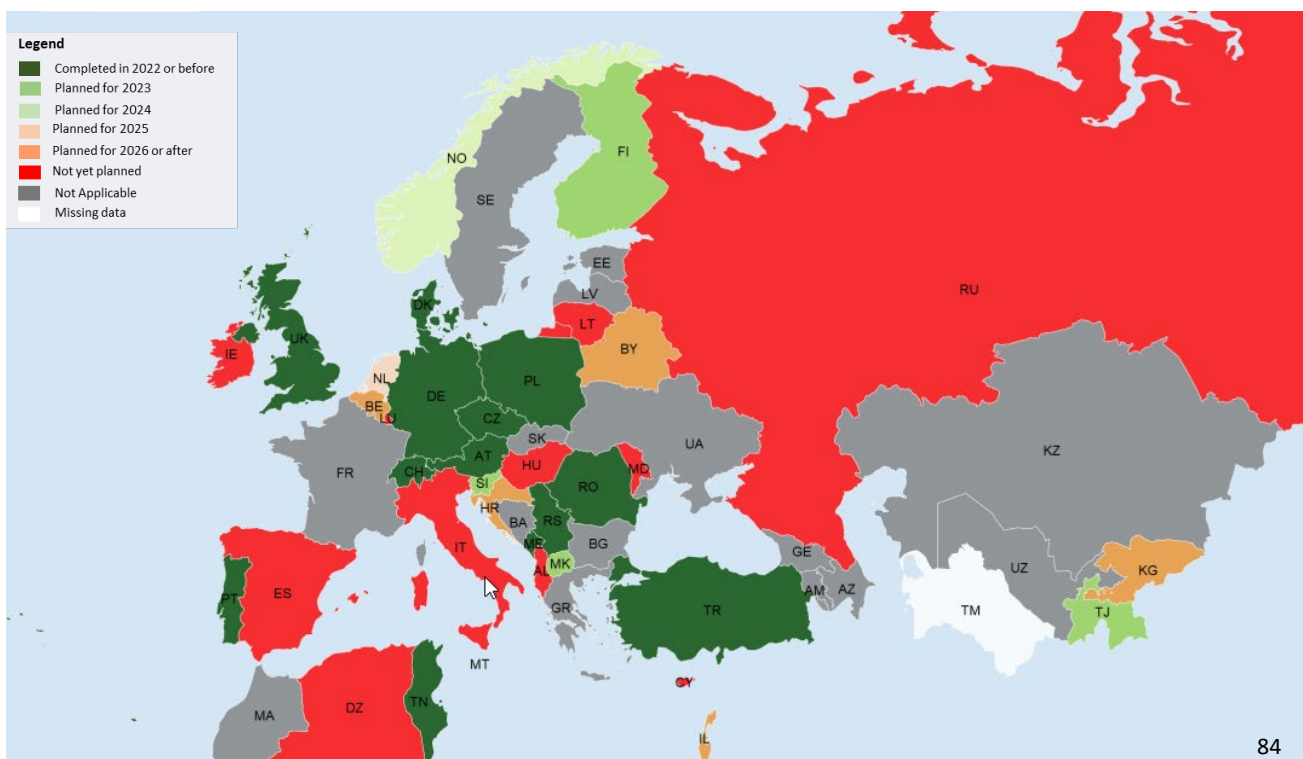 Legend
Completed in 2022 or before
Planned for 2023
Planned for 2024
Planned for 2025
Planned for 2026 or after
Not yet planned
Not Applicable
Missing data
NO
FI
SE
EE
RU
LV
DK
LT
UK
IE
BY
NL
PL
DE
BE
LU
CZ
SK
UA
KZ
AT
FR
CH
HU
MD
SI
RO
HR
BA
RS
ME
BG
IT
GE
UZ
KG
AL
MK
AM
AZ
PT
ES
GR
TR
TM
TJ
MT
CY
TN
DZ
MA
IL
84